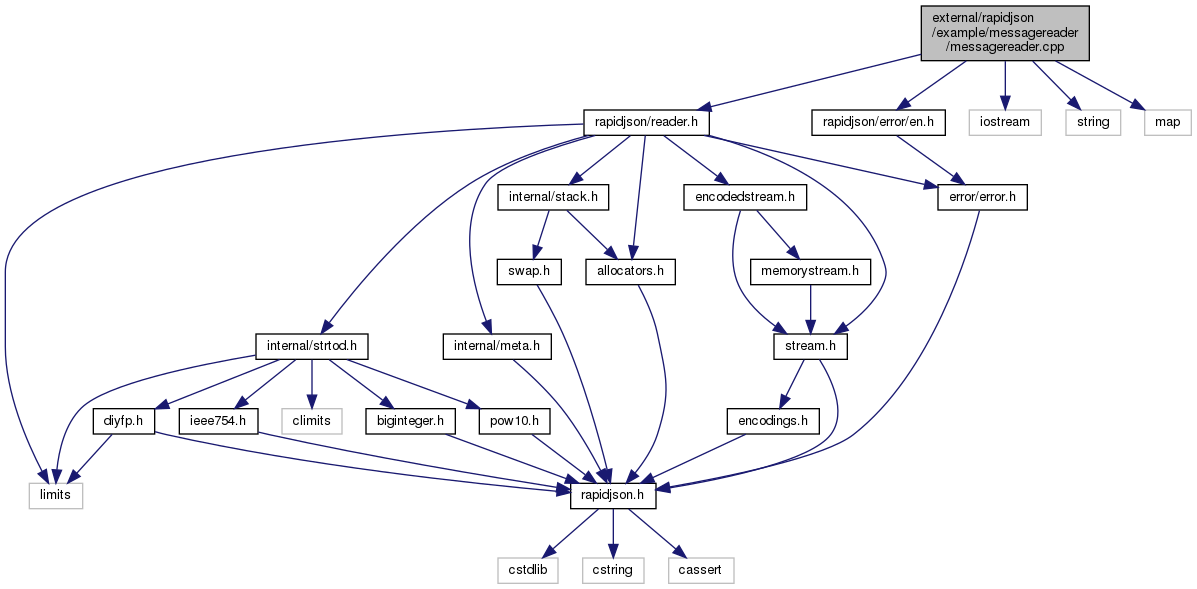 external/rapidjson
/example/messagereader
/messagereader.cpp
rapidjson/reader.h
rapidjson/error/en.h
iostream
string
map
internal/stack.h
encodedstream.h
error/error.h
swap.h
allocators.h
memorystream.h
internal/strtod.h
internal/meta.h
stream.h
diyfp.h
ieee754.h
climits
biginteger.h
pow10.h
encodings.h
limits
rapidjson.h
cstdlib
cstring
cassert